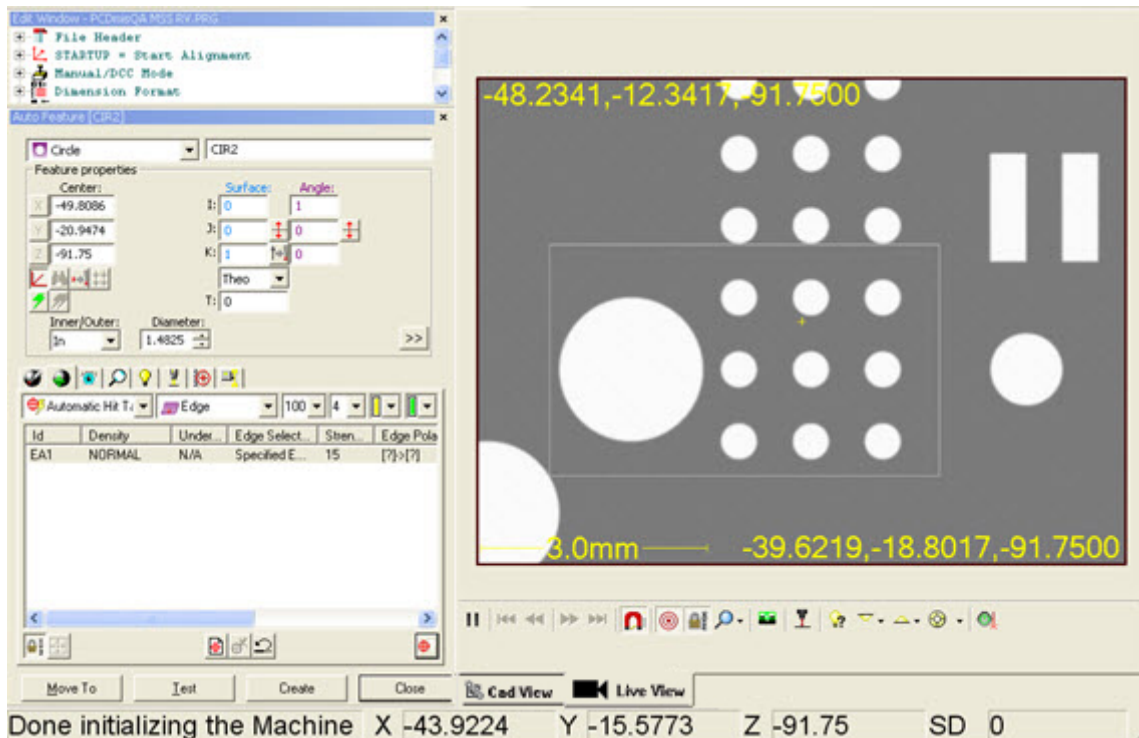 Edit Window - PCDmisQA MSS RV.PRG
File Header
STARTUP = Start Alignment
Manual/DCC Mode
Dimension Format
Auto Feature [CIR2]
Circle CIR2
Feature properties
Center: Surface: Angle:
X -49.8086 I: 0 1
Y -20.9474 J: 0 0
Z -91.75 K: 1 0
Theo
T: 0
Inner/Outer: Diameter:
In 1.4825 >>
Automatic Hit Ta Edge 100 4
Id Density Under... Edge Select... Stren... Edge Pola
EA1 NORMAL N/A Specified E... 15 [?]->[?]
Move To Test Create Close
-48.2341,-12.3417,-91.7500
3.0mm -39.6219,-18.8017,-91.7500
Cad View Live View
Done initializing the Machine X -43.9224 Y -15.5773 Z -91.75 SD 0